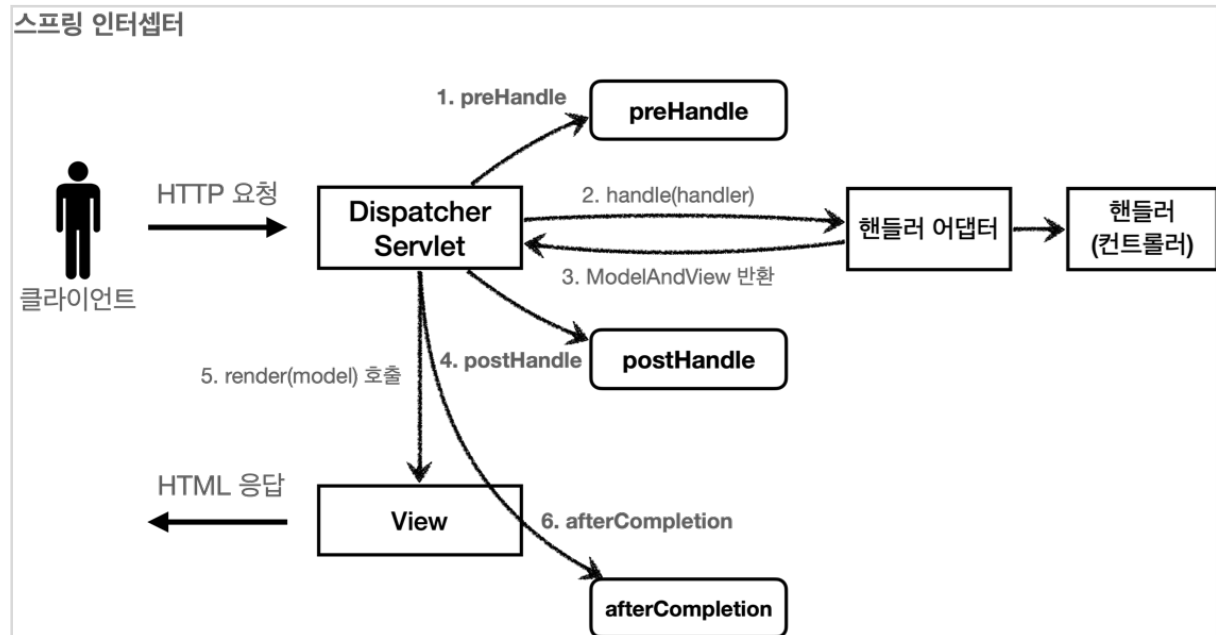 스프링 인터셉터
1. preHandle
preHandle
HTTP 요청
클라이언트
Dispatcher
Servlet
2. handle(handler)
3. ModelAndView 반환
핸들러 어댑터
핸들러
(컨트롤러)
4. postHandle
postHandle
5. render(model) 호출
HTML 응답
View
6. afterCompletion
afterCompletion